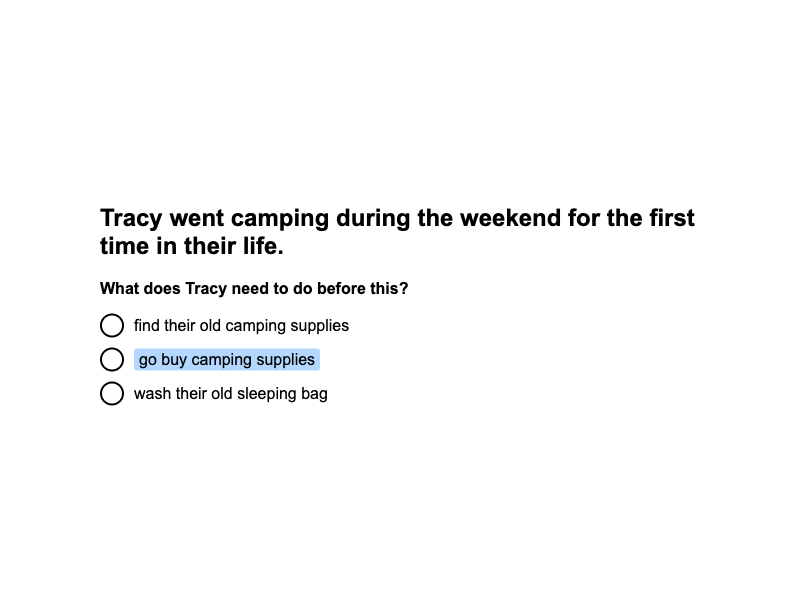 Tracy went camping during the weekend for the first
time in their life.
What does Tracy need to do before this?
find their old camping supplies
go buy camping supplies
wash their old sleeping bag